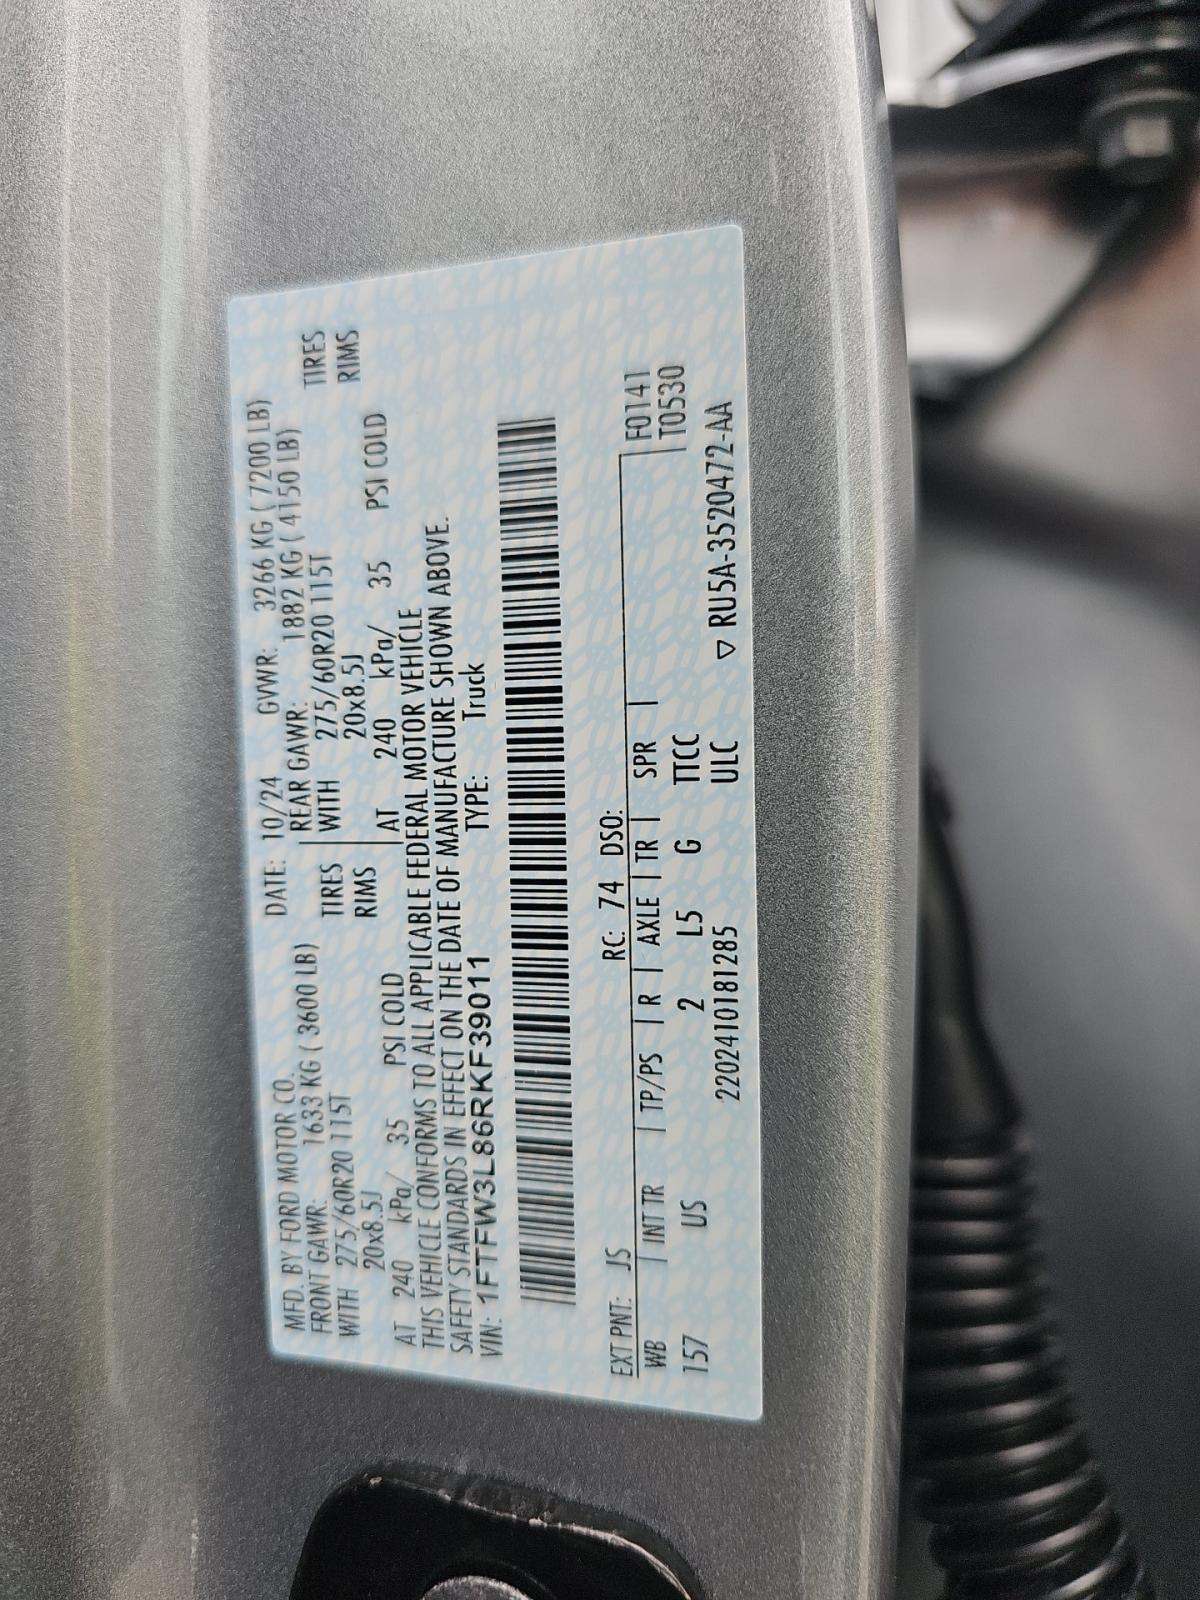 MFD. BY FORD MOTOR CO. DATE: 10/24 GVWR: 3266 KG ( 7200 LB)
FRONT GAWR: 1633 KG ( 3600 LB) REAR GAWR: 1882 KG ( 4150 LB)
WITH 275/60R20 115T TIRES WITH 275/60R20 115T TIRES
20x8.5J RIMS 20x8.5J RIMS
AT 240 kPa/ 35 PSI COLD AT 240 kPa/ 35 PSI COLD
THIS VEHICLE CONFORMS TO ALL APPLICABLE FEDERAL MOTOR VEHICLE
SAFETY STANDARDS IN EFFECT ON THE DATE OF MANUFACTURE SHOWN ABOVE.
VIN: 1FTFW3L86RKF39011 TYPE: Truck
EXT PNT: JS RC: 74 DSO:
WB | INT TR | TP/PS | R | AXLE | TR | SPR | F0141
157 US 2 L5 G TTCC T0530
2202410181285 ULC ▽ RU5A-3520472-AA